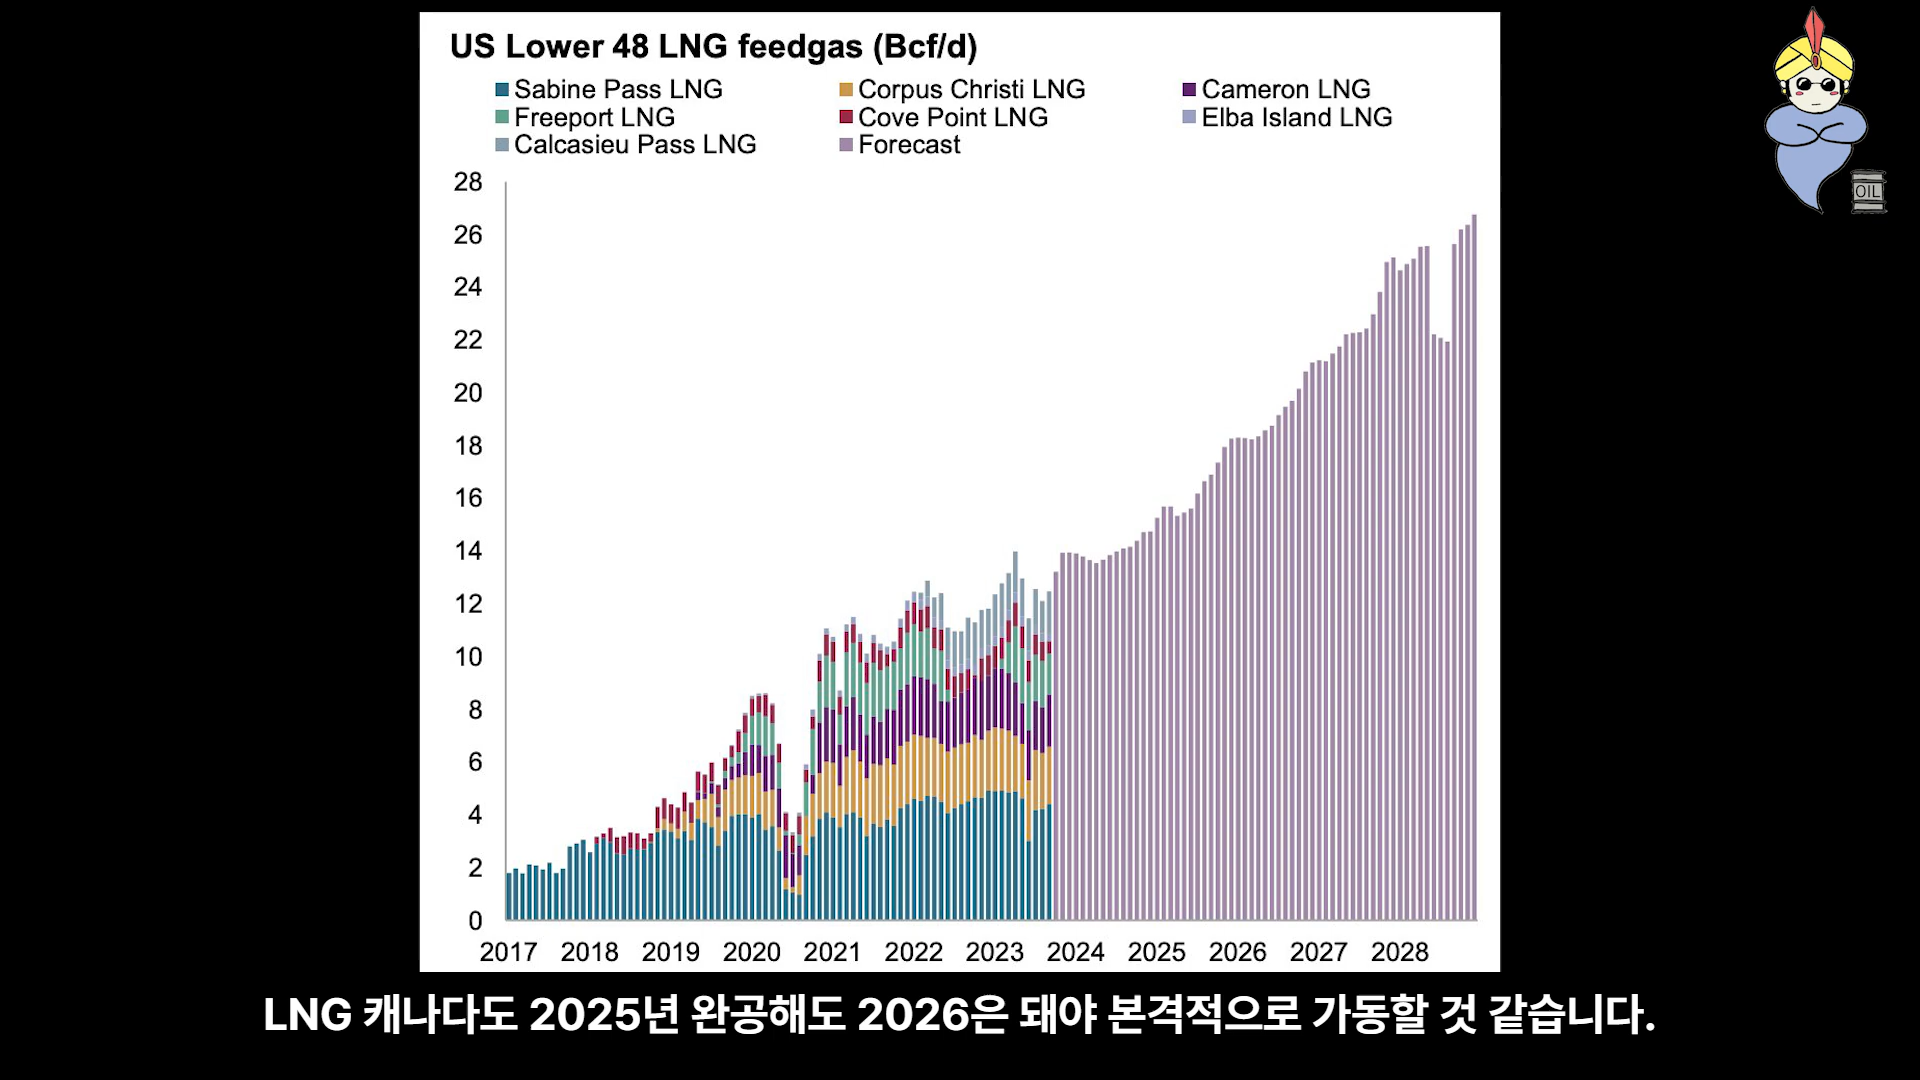 US Lower 48 LNG feedgas (Bcf/d)
Sabine Pass LNG Corpus Christi LNG Cameron LNG
Freeport LNG Cove Point LNG Elba Island LNG
Calcasieu Pass LNG Forecast
28
26
24
22
20
18
16
14
12
10
8
6
4
2
0
2017 2018 2019 2020 2021 2022 2023 2024 2025 2026 2027 2028
OIL
LNG 캐나다도 2025년 완공해도 2026은 돼야 본격적으로 가동할 것 같습니다.